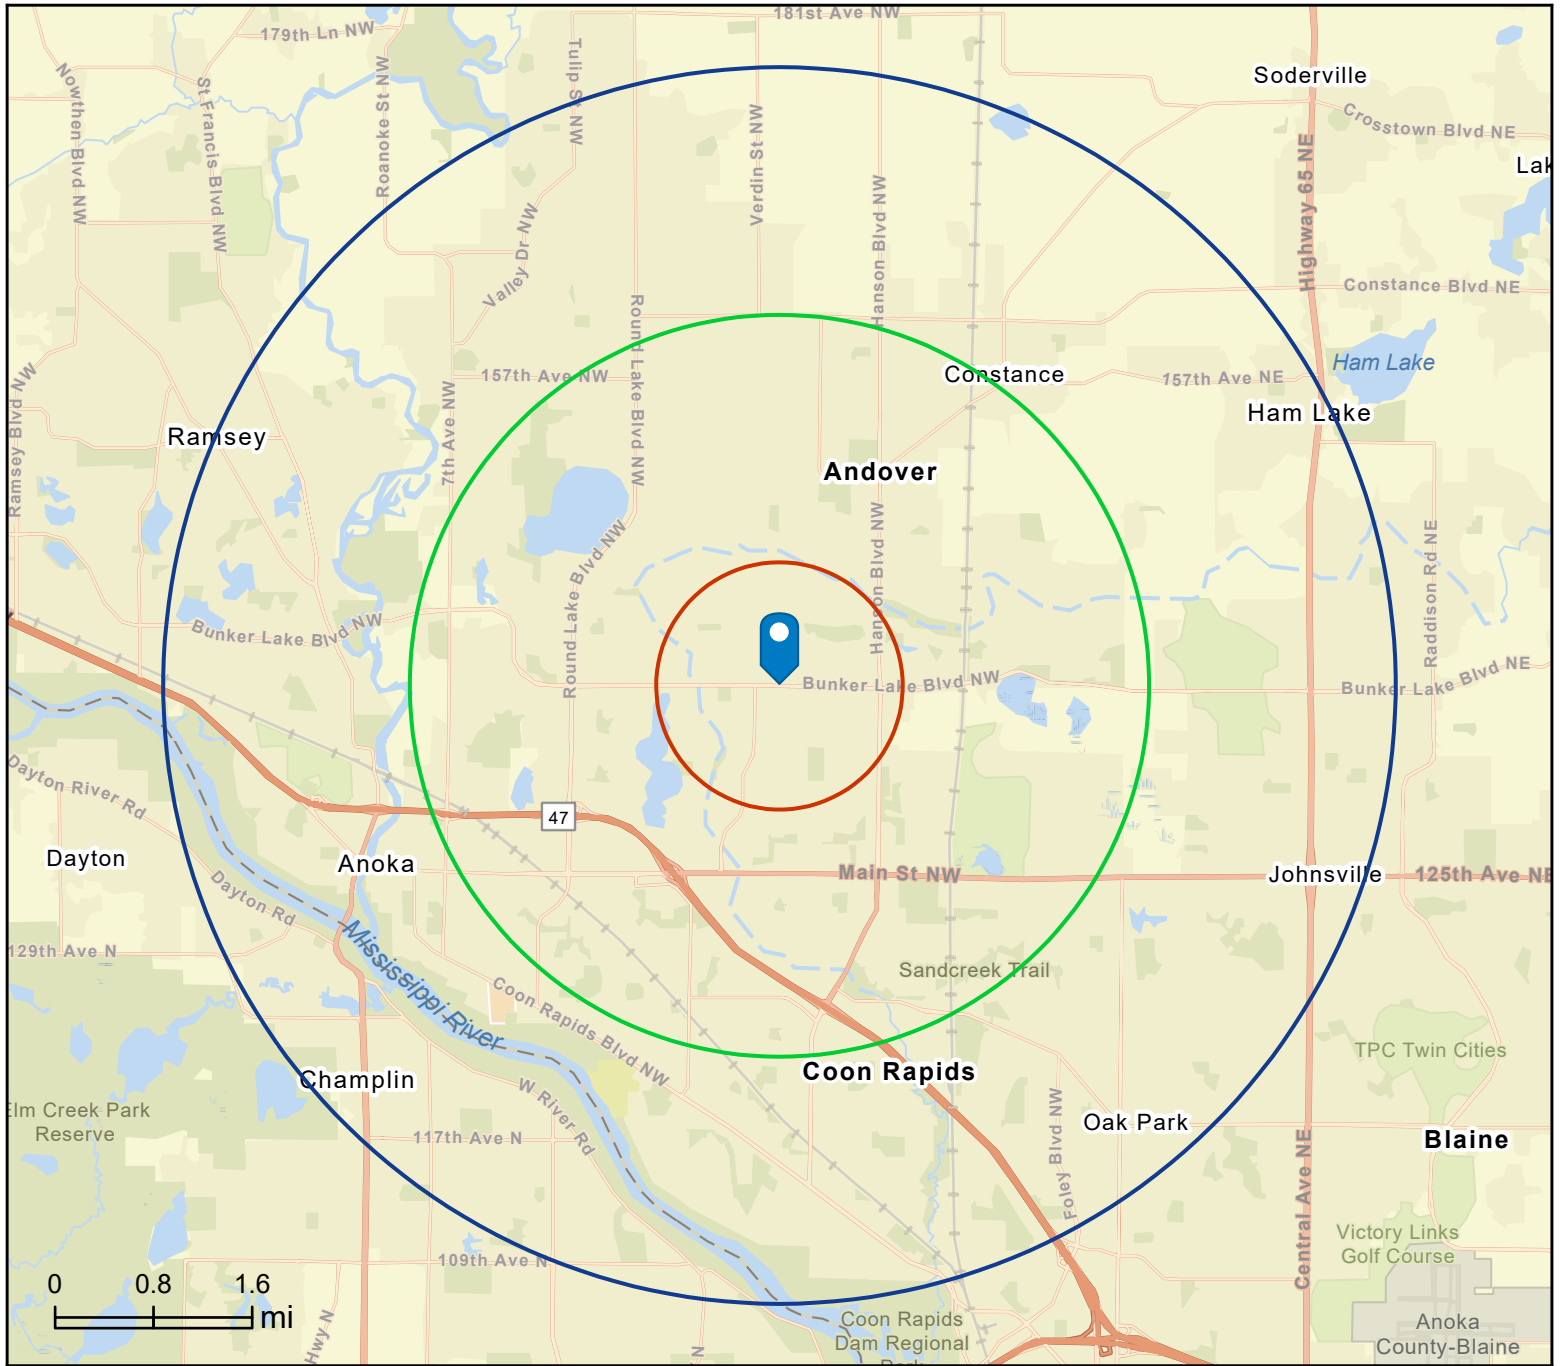 181st Ave NW
179th Ln NW
Soderville
Nowthen Blvd NW
St Francis Blvd NW
Roanoke St NW
Tulip St NW
Verdin St NW
Hanson Blvd NW
Highway 65 NE
Crosstown Blvd NE
Lak
Valley Dr NW
Round Lake Blvd NW
Constance Blvd NE
157th Ave NW
Constance
157th Ave NE
Ham Lake
Ramsey Blvd NW
7th Ave NW
Ramsey
Ham Lake
Andover
Round Lake Blvd NW
Hanson Blvd NW
Raddison Rd NE
Bunker Lake Blvd NW
Bunker Lake Blvd NW
Bunker Lake Blvd NE
Dayton River Rd
47
Dayton
Anoka
Main St NW
Johnsville
125th Ave NE
Dayton Rd
129th Ave N
Mississippi River
Sandcreek Trail
Coon Rapids Blvd NW
TPC Twin Cities
Champlin
Coon Rapids
Elm Creek Park
Reserve
W River Rd
117th Ave N
Oak Park
Blaine
Foley Blvd NW
Central Ave NE
Victory Links
Golf Course
109th Ave N
0 0.8 1.6
mi
Hwy N
N
Coon Rapids
Dam Regional
Park
Anoka
County-Blaine